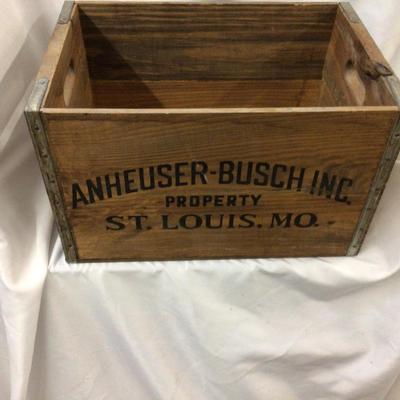 ANHEUSER-BUSCH INC.
PROPERTY
ST. LOUIS. MO.